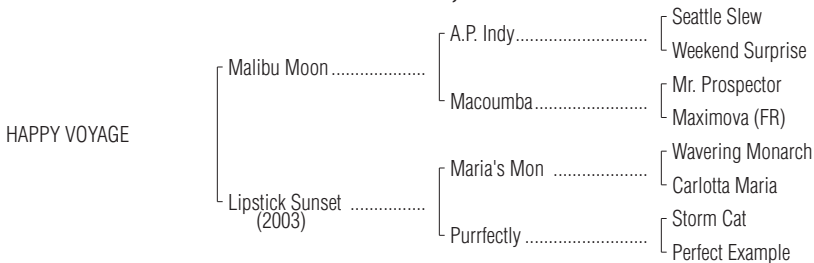 Seattle Slew
A.P. Indy..............................
Weekend Surprise
Malibu Moon .....................
Mr. Prospector
Macoumba.........................
Maximova (FR)
HAPPY VOYAGE
Wavering Monarch
Maria's Mon .....................
Carlotta Maria
Lipstick Sunset .................
(2003)
Storm Cat
Purrfectly ...........................
Perfect Example